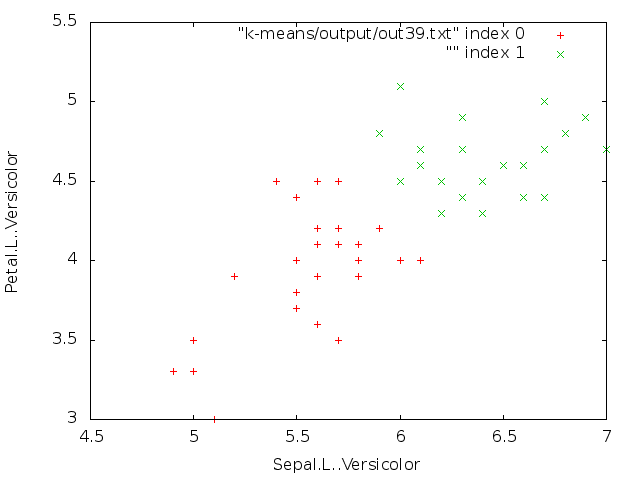 "k-means/output/out39.txt" index 0
"" index 1
5.5
5
4.5
4
3.5
3
Petal.L..Versicolor
4.5 5 5.5 6 6.5 7
Sepal.L..Versicolor